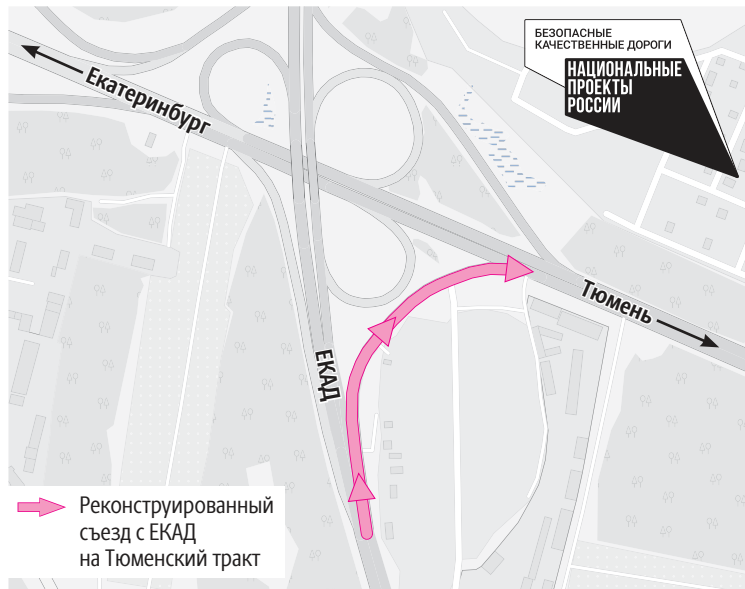 БЕЗОПАСНЫЕ
КАЧЕСТВЕННЫЕ ДОРОГИ
НАЦИОНАЛЬНЫЕ
ПРОЕКТЫ
РОССИИ
Екатеринбург
Тюмень
ЕКАД
Реконструированный
съезд с ЕКАД
на Тюменский тракт